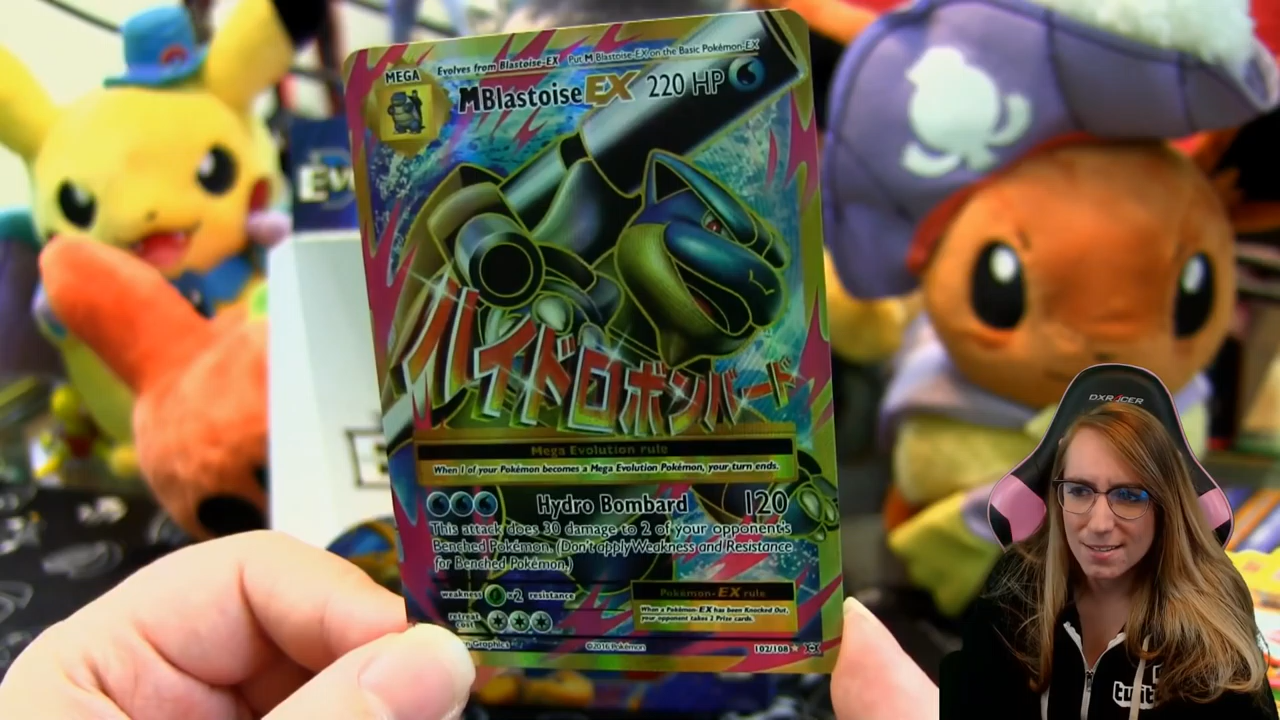 Ev
MEGA
Evolves from Blastoise-EX Put M Blastoise-EX on the Basic Pokémon-EX
MBlastoise EX 220 HP
ハイドロボンバード
Mega Evolution rule
When 1 of your Pokémon becomes a Mega Evolution Pokémon, your turn ends.
Hydro Bombard 120
This attack does 30 damage to 2 of your opponent's
Benched Pokémon. (Don't apply Weakness and Resistance
for Benched Pokémon.)
weakness ×2 resistance
retreat
cost
Pokémon-EX rule
When a Pokémon-EX has been Knocked Out,
your opponent takes 2 Prize cards.
Graphics ©2016 Pokémon 102/108
DXRACER